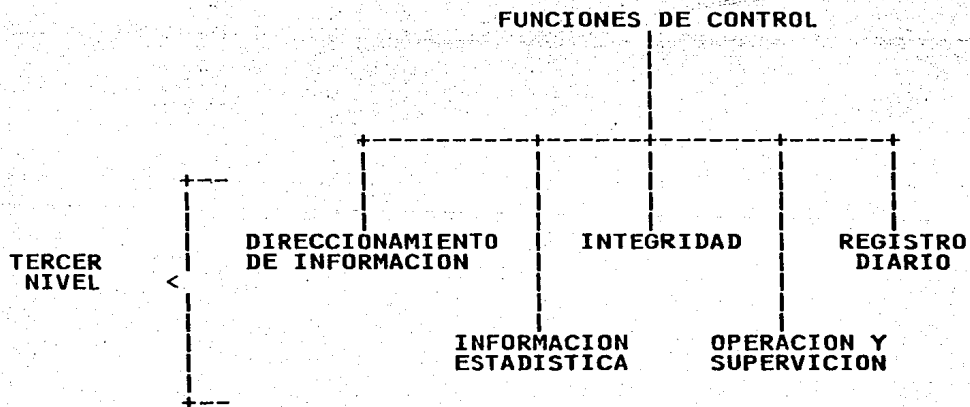 FUNCIONES DE CONTROL
DIRECCIONAMIENTO
DE INFORMACION
INTEGRIDAD
REGISTRO
DIARIO
TERCER
NIVEL <
INFORMACION
ESTADISTICA
OPERACION Y
SUPERVICION